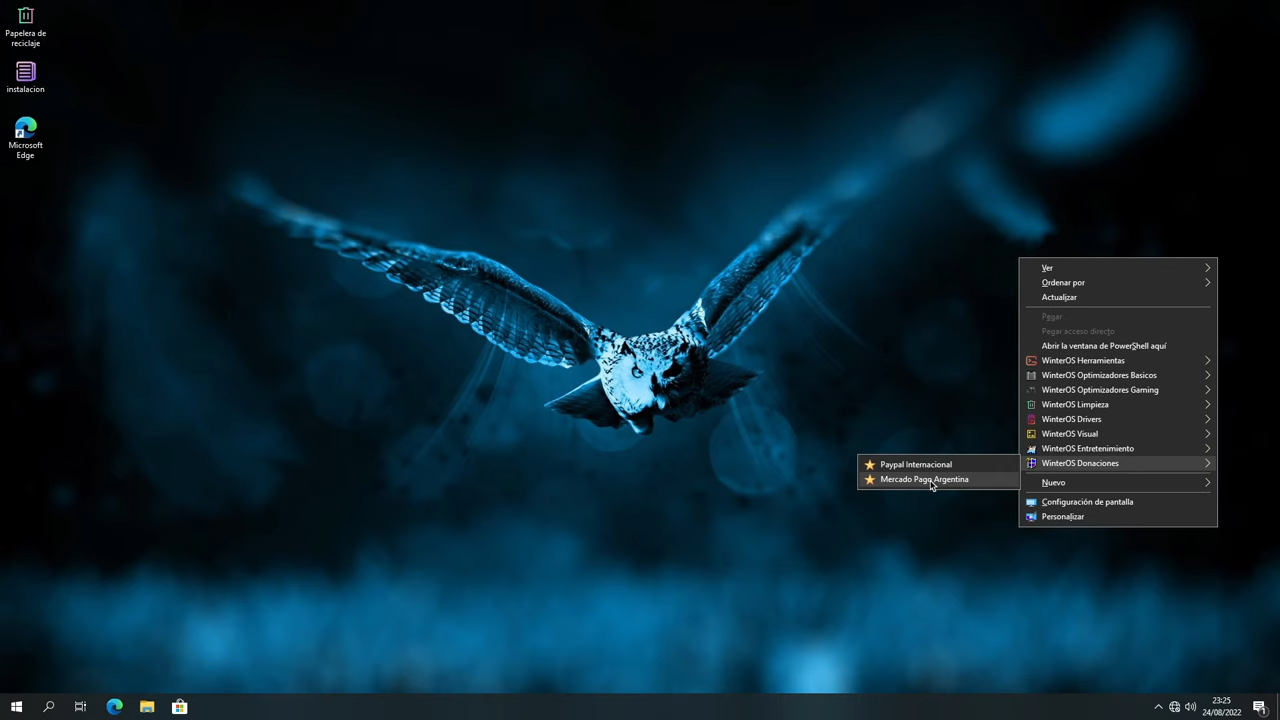 Papelera de
reciclaje
instalacion
Microsoft
Edge
Ver
Ordenar por
Actualizar
Pegar
Pegar acceso directo
Abrir la ventana de PowerShell aquí
WinterOS Herramientas
WinterOS Optimizadores Basicos
WinterOS Optimizadores Gaming
WinterOS Limpieza
WinterOS Drivers
WinterOS Visual
WinterOS Entretenimiento
WinterOS Donaciones
Paypal Internacional
Mercado Pago Argentina
Nuevo
Configuración de pantalla
Personalizar
23:25
24/08/2022
1